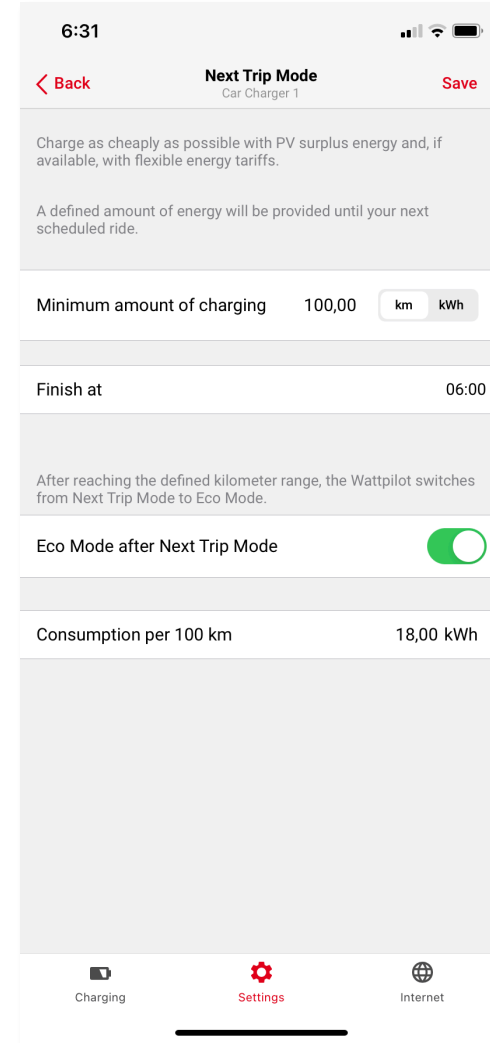 6:31
Back
Next Trip Mode
Save
Car Charger 1
Charge as cheaply as possible with PV surplus energy and, if
available, with flexible energy tariffs.
A defined amount of energy will be provided until your next
scheduled ride.
Minimum amount of charging 100,00 km kWh
Finish at 06:00
After reaching the defined kilometer range, the Wattpilot switches
from Next Trip Mode to Eco Mode.
Eco Mode after Next Trip Mode
Consumption per 100 km 18,00 kWh
Charging Settings Internet